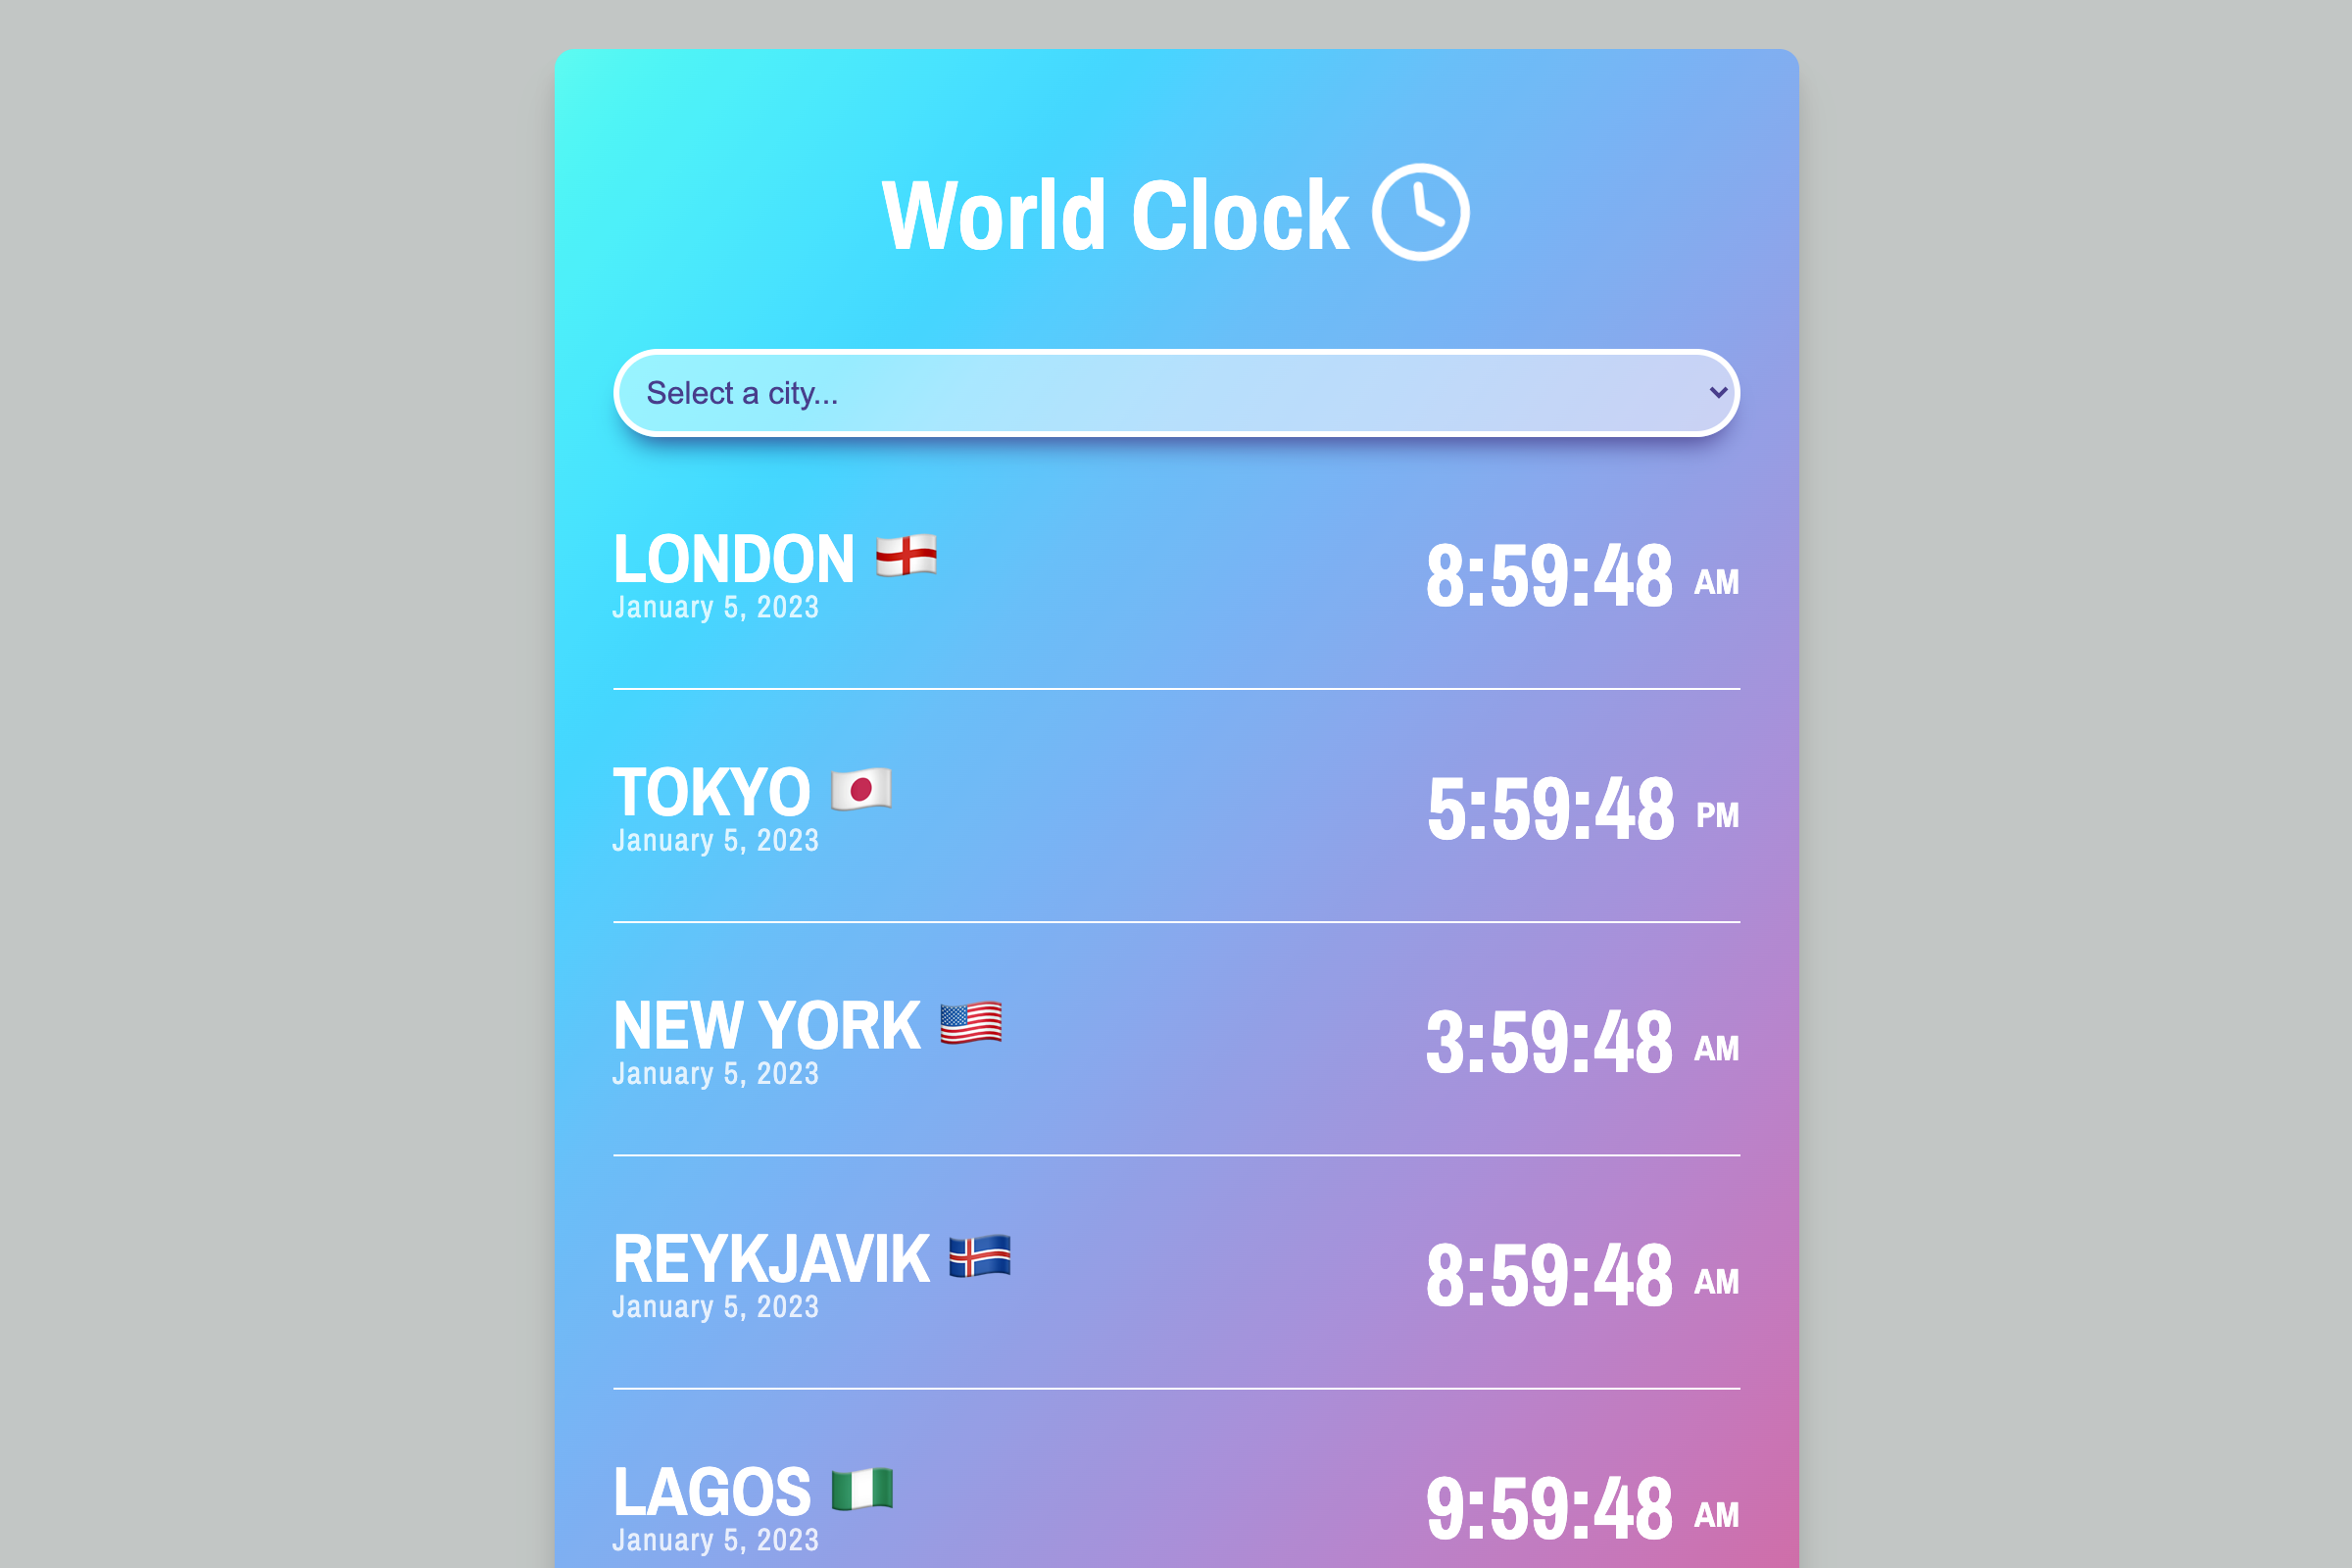 World Clock
Select a city...
LONDON
8:59:48 AM
January 5, 2023
TOKYO
5:59:48 PM
January 5, 2023
NEW YORK
3:59:48 AM
January 5, 2023
REYKJAVIK
8:59:48 AM
January 5, 2023
LAGOS
9:59:48 AM
January 5, 2023